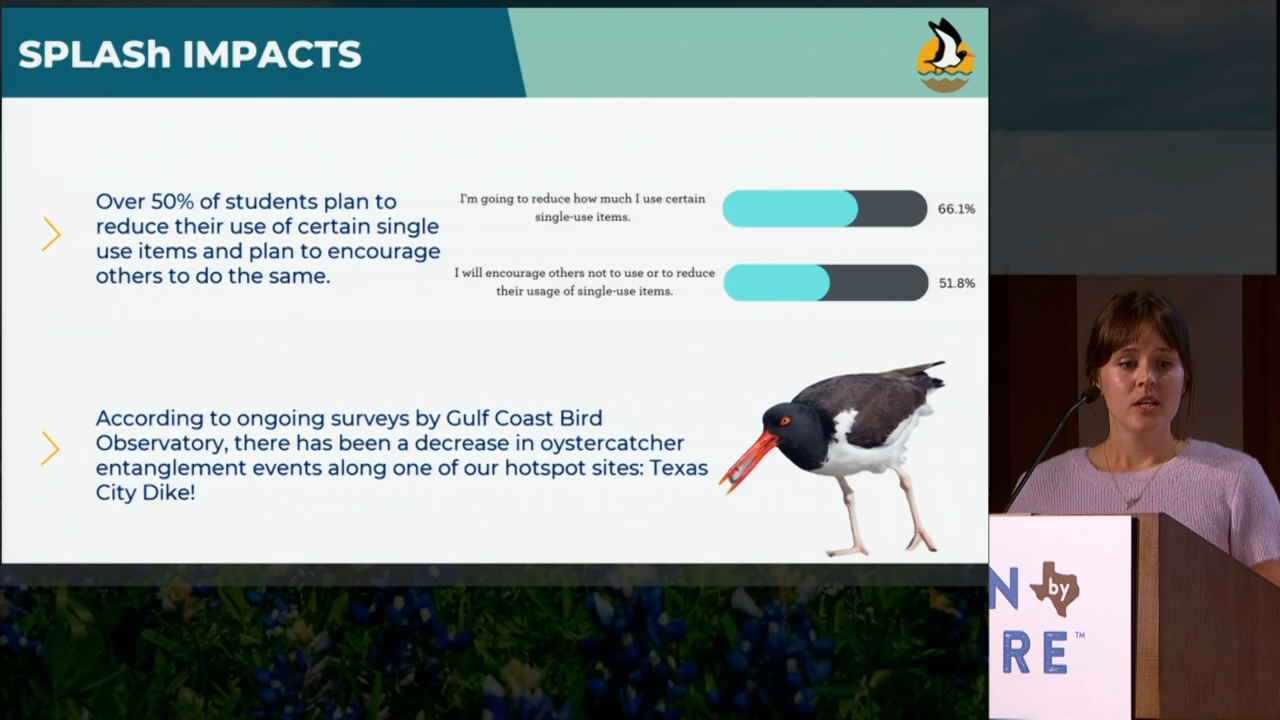 SPLASh IMPACTS
Over 50% of students plan to
reduce their use of certain single
use items and plan to encourage
others to do the same.
I'm going to reduce how much I use certain
single-use items.
66.1%
I will encourage others not to use or to reduce
their usage of single-use items.
51.8%
According to ongoing surveys by Gulf Coast Bird
Observatory, there has been a decrease in oystercatcher
entanglement events along one of our hotspot sites: Texas
City Dike!
N by
RE™